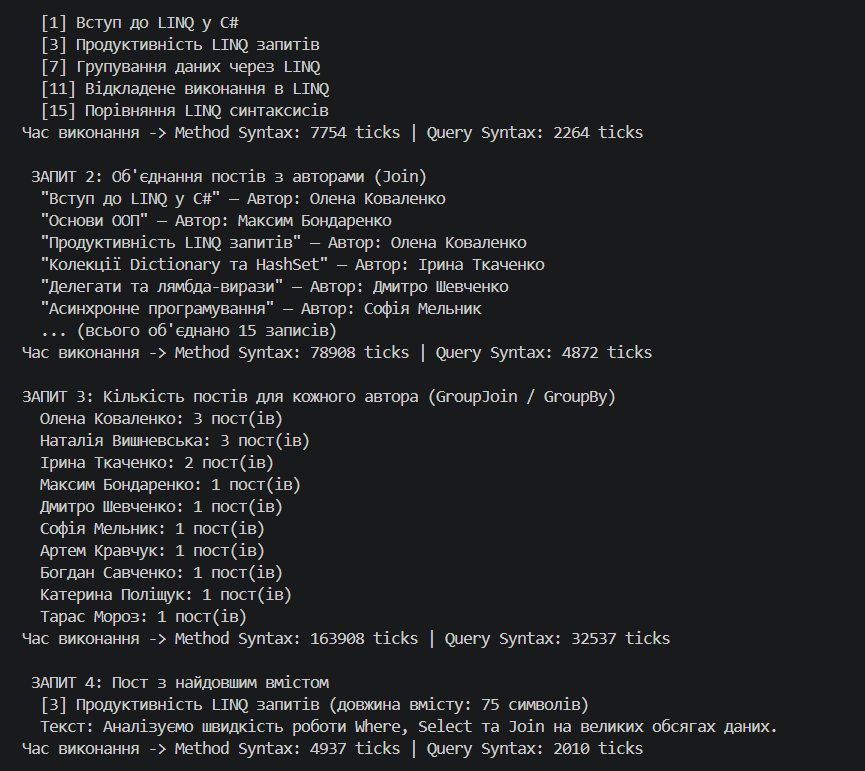 [1] Вступ до LINQ у C#
[3] Продуктивність LINQ запитів
[7] Групування даних через LINQ
[11] Відкладене виконання в LINQ
[15] Порівняння LINQ синтаксисів
Час виконання -> Method Syntax: 7754 ticks | Query Syntax: 2264 ticks
ЗАПИТ 2: Об'єднання постів з авторами (Join)
"Вступ до LINQ у C#" — Автор: Олена Коваленко
"Основи ООП" — Автор: Максим Бондаренко
"Продуктивність LINQ запитів" — Автор: Олена Коваленко
"Колекції Dictionary та HashSet" — Автор: Ірина Ткаченко
"Делегати та лямбда-вирази" — Автор: Дмитро Шевченко
"Асинхронне програмування" — Автор: Софія Мельник
... (всього об'єднано 15 записів)
Час виконання -> Method Syntax: 78908 ticks | Query Syntax: 4872 ticks
ЗАПИТ 3: Кількість постів для кожного автора (GroupJoin / GroupBy)
Олена Коваленко: 3 пост(ів)
Наталія Вишневська: 3 пост(ів)
Ірина Ткаченко: 2 пост(ів)
Максим Бондаренко: 1 пост(ів)
Дмитро Шевченко: 1 пост(ів)
Софія Мельник: 1 пост(ів)
Артем Кравчук: 1 пост(ів)
Богдан Савченко: 1 пост(ів)
Катерина Поліщук: 1 пост(ів)
Тарас Мороз: 1 пост(ів)
Час виконання -> Method Syntax: 163908 ticks | Query Syntax: 32537 ticks
ЗАПИТ 4: Пост з найдовшим вмістом
[3] Продуктивність LINQ запитів (довжина вмісту: 75 символів)
Текст: Аналізуємо швидкість роботи Where, Select та Join на великих обсягах даних.
Час виконання -> Method Syntax: 4937 ticks | Query Syntax: 2010 ticks